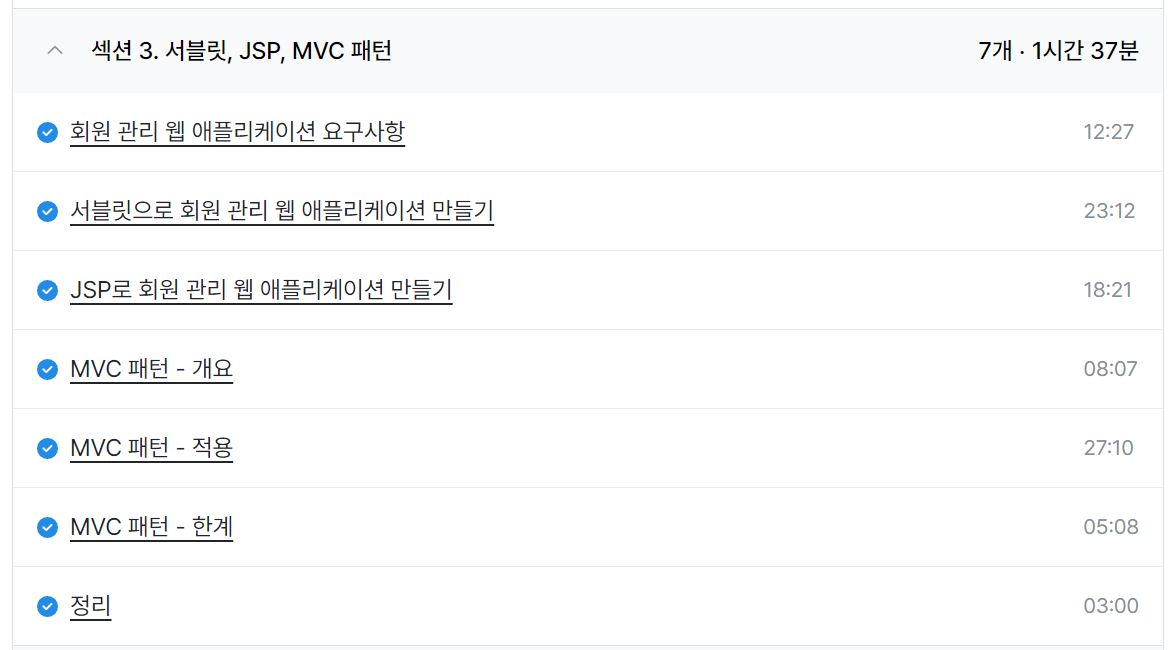 섹션 3. 서블릿, JSP, MVC 패턴 7개 · 1시간 37분
회원 관리 웹 애플리케이션 요구사항 12:27
서블릿으로 회원 관리 웹 애플리케이션 만들기 23:12
JSP로 회원 관리 웹 애플리케이션 만들기 18:21
MVC 패턴 - 개요 08:07
MVC 패턴 - 적용 27:10
MVC 패턴 - 한계 05:08
정리 03:00